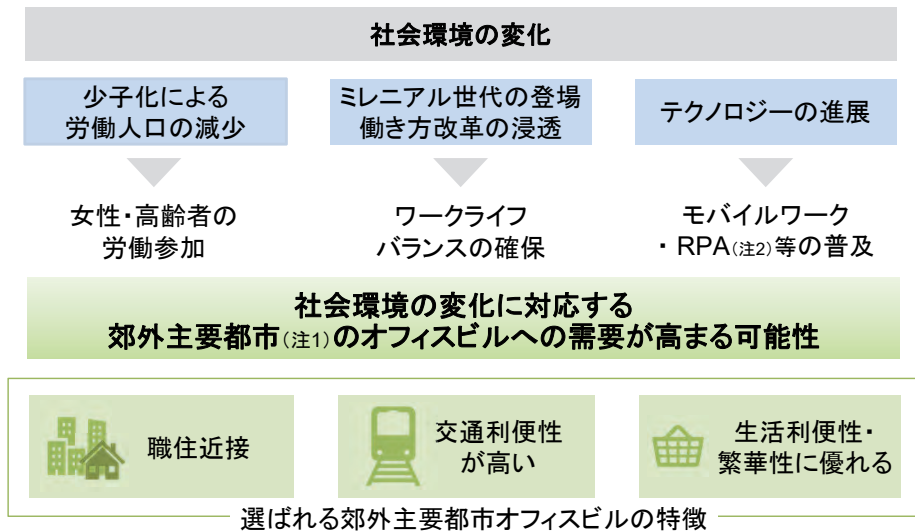 社会環境の変化
少子化による
労働人口の減少
ミレニアル世代の登場
働き方改革の浸透
テクノロジーの進展
女性・高齢者の
労働参加
ワークライフ
バランスの確保
モバイルワーク
・RPA(注2)等の普及
社会環境の変化に対応する
郊外主要都市(注1)のオフィスビルへの需要が高まる可能性
職住近接
交通利便性
が高い
生活利便性・
繁華性に優れる
選ばれる郊外主要都市オフィスビルの特徴